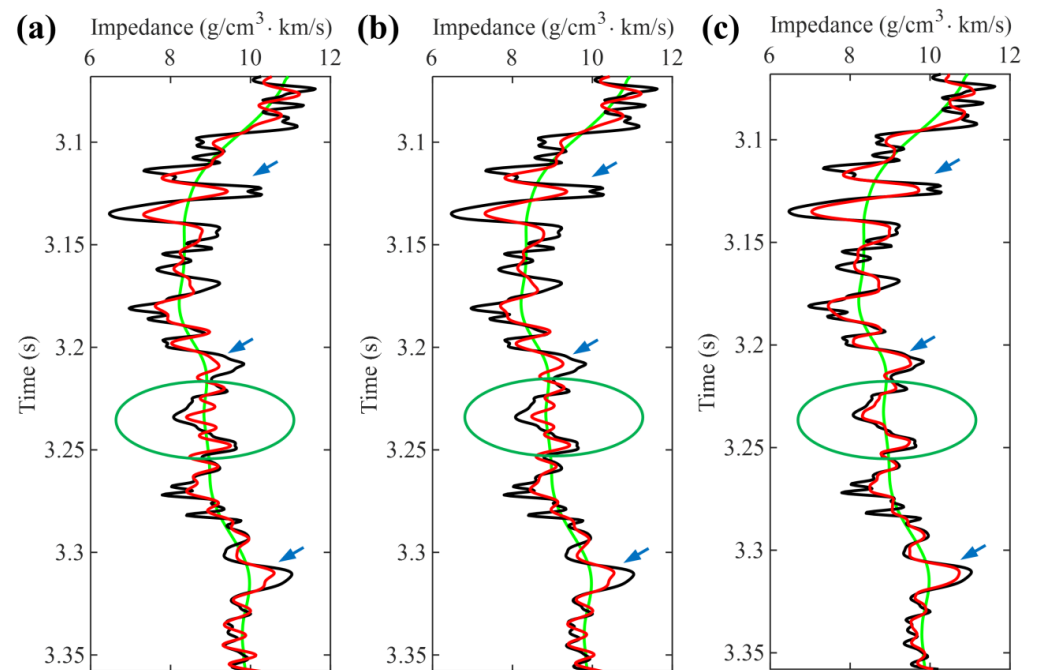 (a) Impedance (g/cm³ · km/s)
6 8 10 12
3.1
3.15
3.2
3.25
3.3
3.35
Time (s)
(b) Impedance (g/cm³ · km/s)
6 8 10 12
3.1
3.15
3.2
3.25
3.3
3.35
Time (s)
(c) Impedance (g/cm³ · km/s)
6 8 10 12
3.1
3.15
3.2
3.25
3.3
3.35
Time (s)